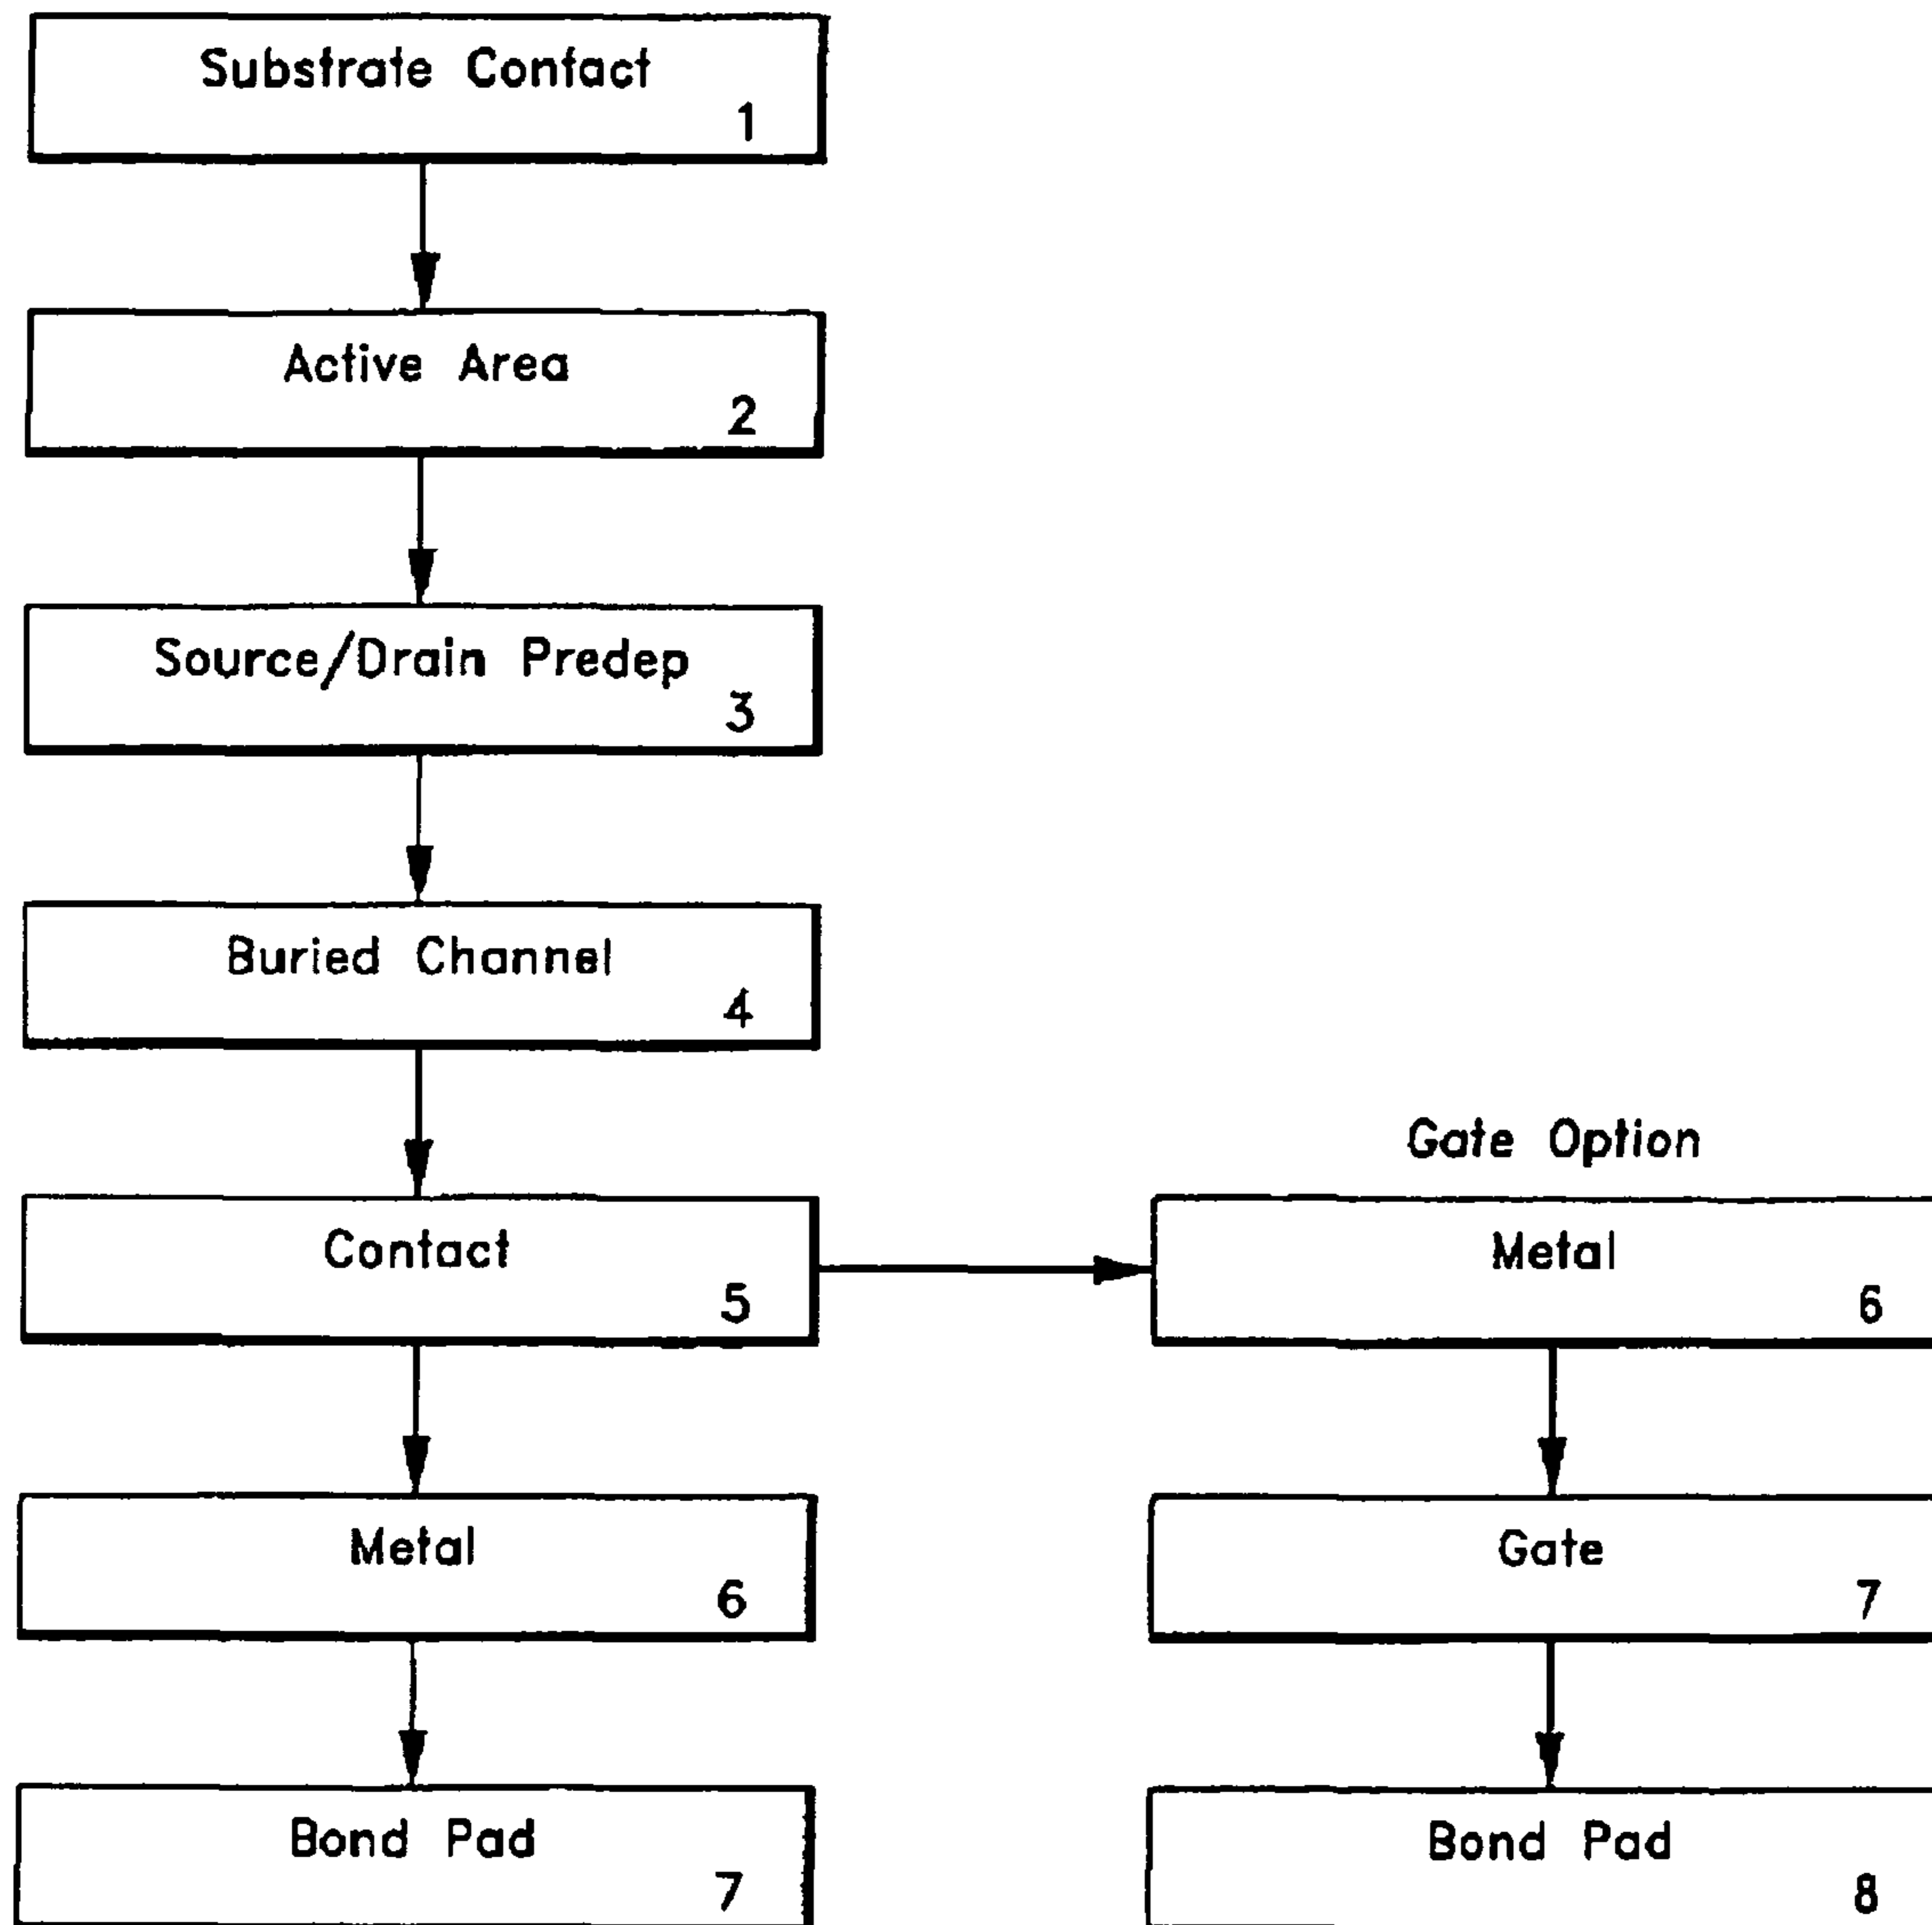 Substrate Contact
1
Active Area
2
Source/Drain Predep
3
Buried Channel
4
Contact
5
Metal
6
Bond Pad
7
Gate Option
Metal
6
Gate
7
Bond Pad
8